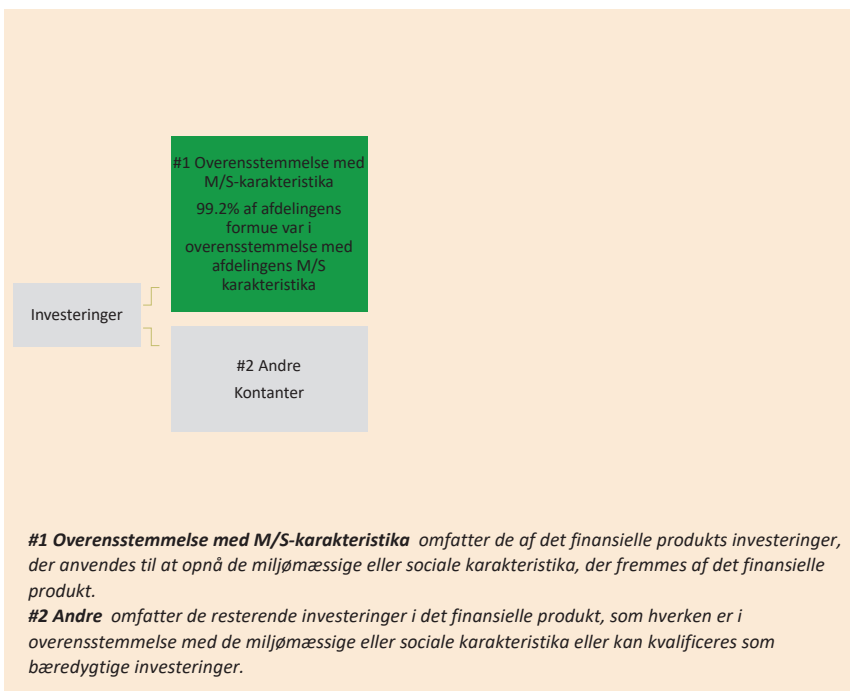 #1 Overensstemmelse med
M/S-karakteristika
99.2% af afdelingens
formue var i
overensstemmelse med
afdelingens M/S
karakteristika
Investeringer
#2 Andre
Kontanter
#1 Overensstemmelse med M/S-karakteristika omfatter de af det finansielle produkts investeringer,
der anvendes til at opnå de miljømæssige eller sociale karakteristika, der fremmes af det finansielle
produkt.
#2 Andre omfatter de resterende investeringer i det finansielle produkt, som hverken er i
overensstemmelse med de miljømæssige eller sociale karakteristika eller kan kvalificeres som
bæredygtige investeringer.